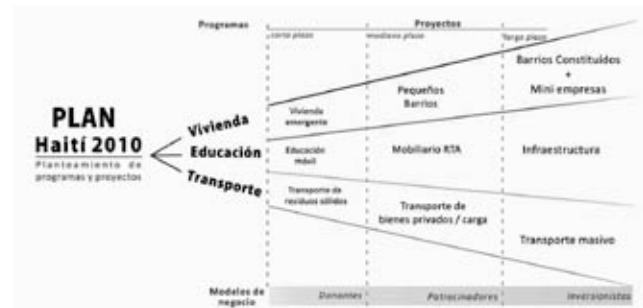 Programas
Proyectos
corto plazo
mediano plazo
largo plazo
PLAN
Haití 2010
Planteamiento de
programas y proyectos
Vivienda
Educación
Transporte
Vivienda
emergente
Pequeños
Barrios
Barrios Constituídos
+
Mini empresas
Educación
móvil
Mobiliario RTA
Infraestructura
Transporte de
residuos sólidos
Transporte de
bienes privados / carga
Transporte masivo
Modelos de
negocio
Donantes
Patrocinadores
Inversionistas